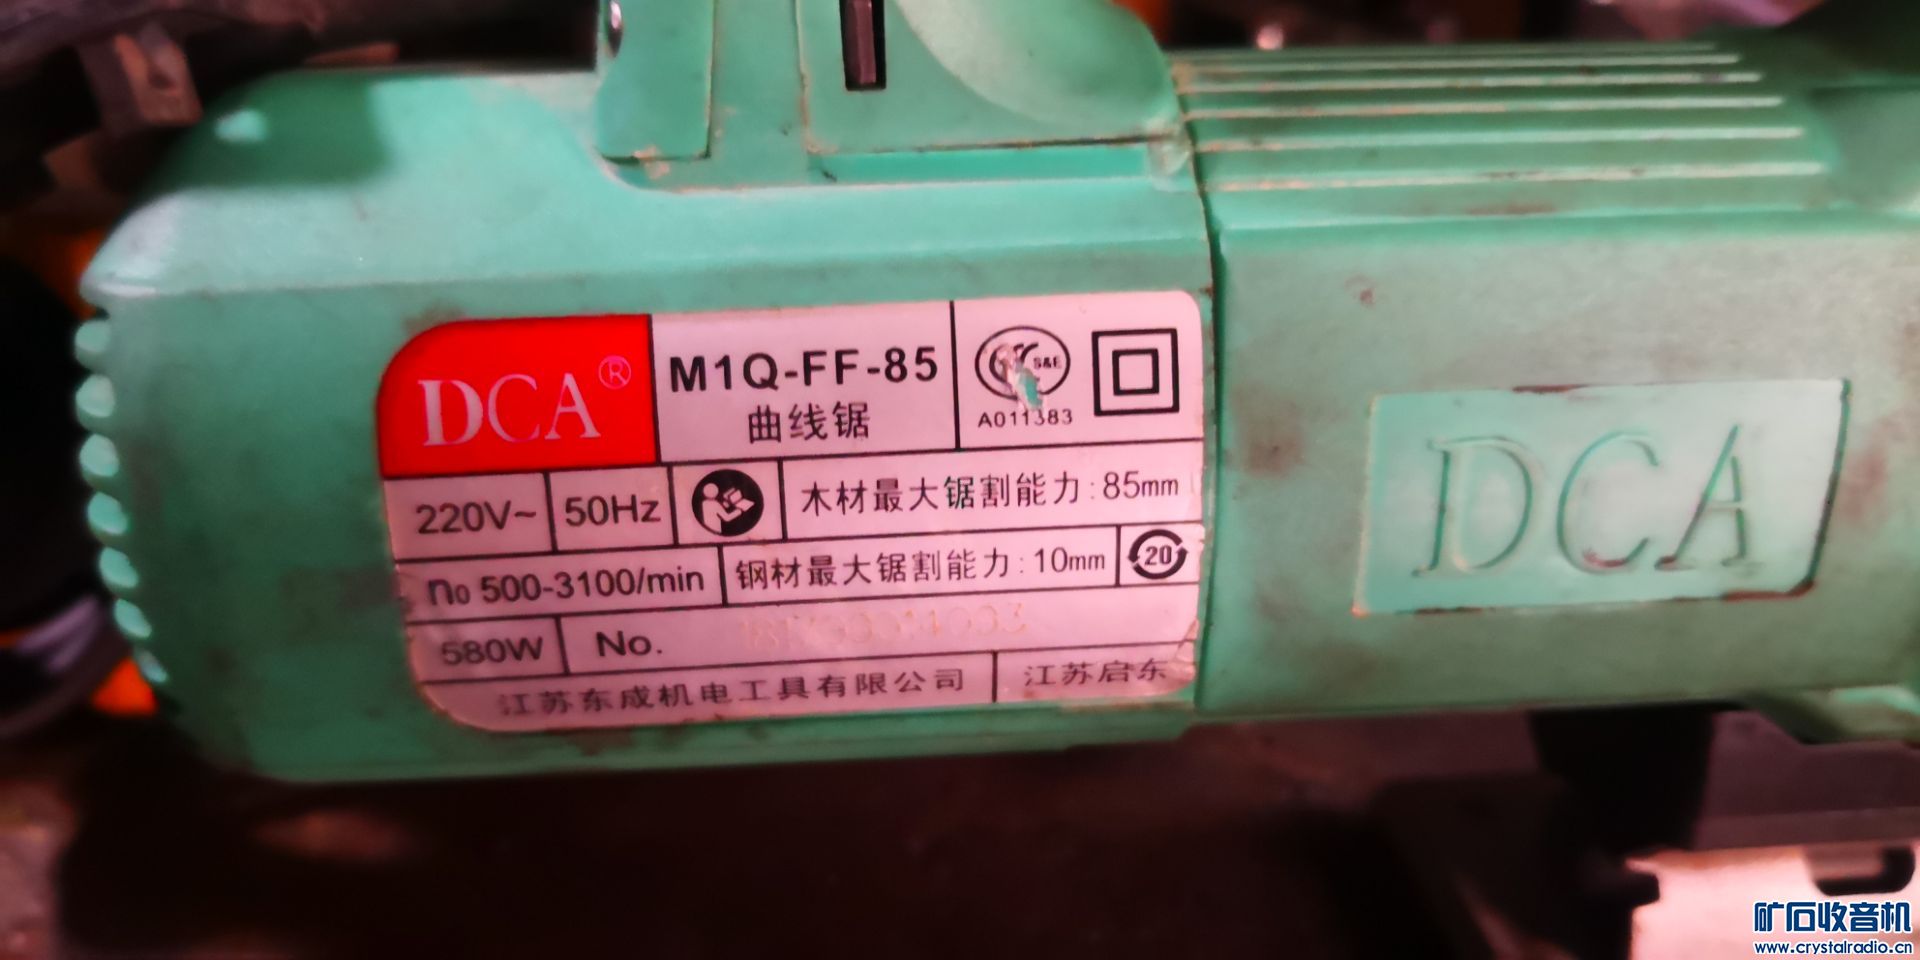 DCA®
M1Q-FF-85
曲线锯
S&E
A011383
220V~
50Hz
木材最大锯割能力:85mm
n₀ 500-3100/min
钢材最大锯割能力:10mm
20
580W
No.
江苏东成机电工具有限公司
江苏启东
DCA
矿石收音机
www.crystalradio.cn